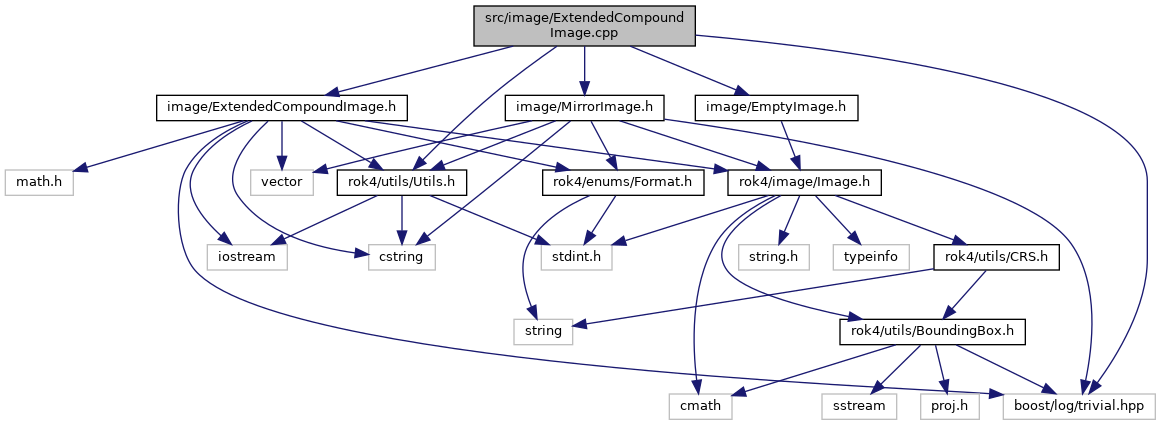 src/image/ExtendedCompound
Image.cpp
image/ExtendedCompoundImage.h
image/MirrorImage.h
image/EmptyImage.h
math.h
vector
rok4/utils/Utils.h
rok4/enums/Format.h
rok4/image/Image.h
iostream
cstring
stdint.h
string.h
typeinfo
rok4/utils/CRS.h
string
rok4/utils/BoundingBox.h
cmath
sstream
proj.h
boost/log/trivial.hpp